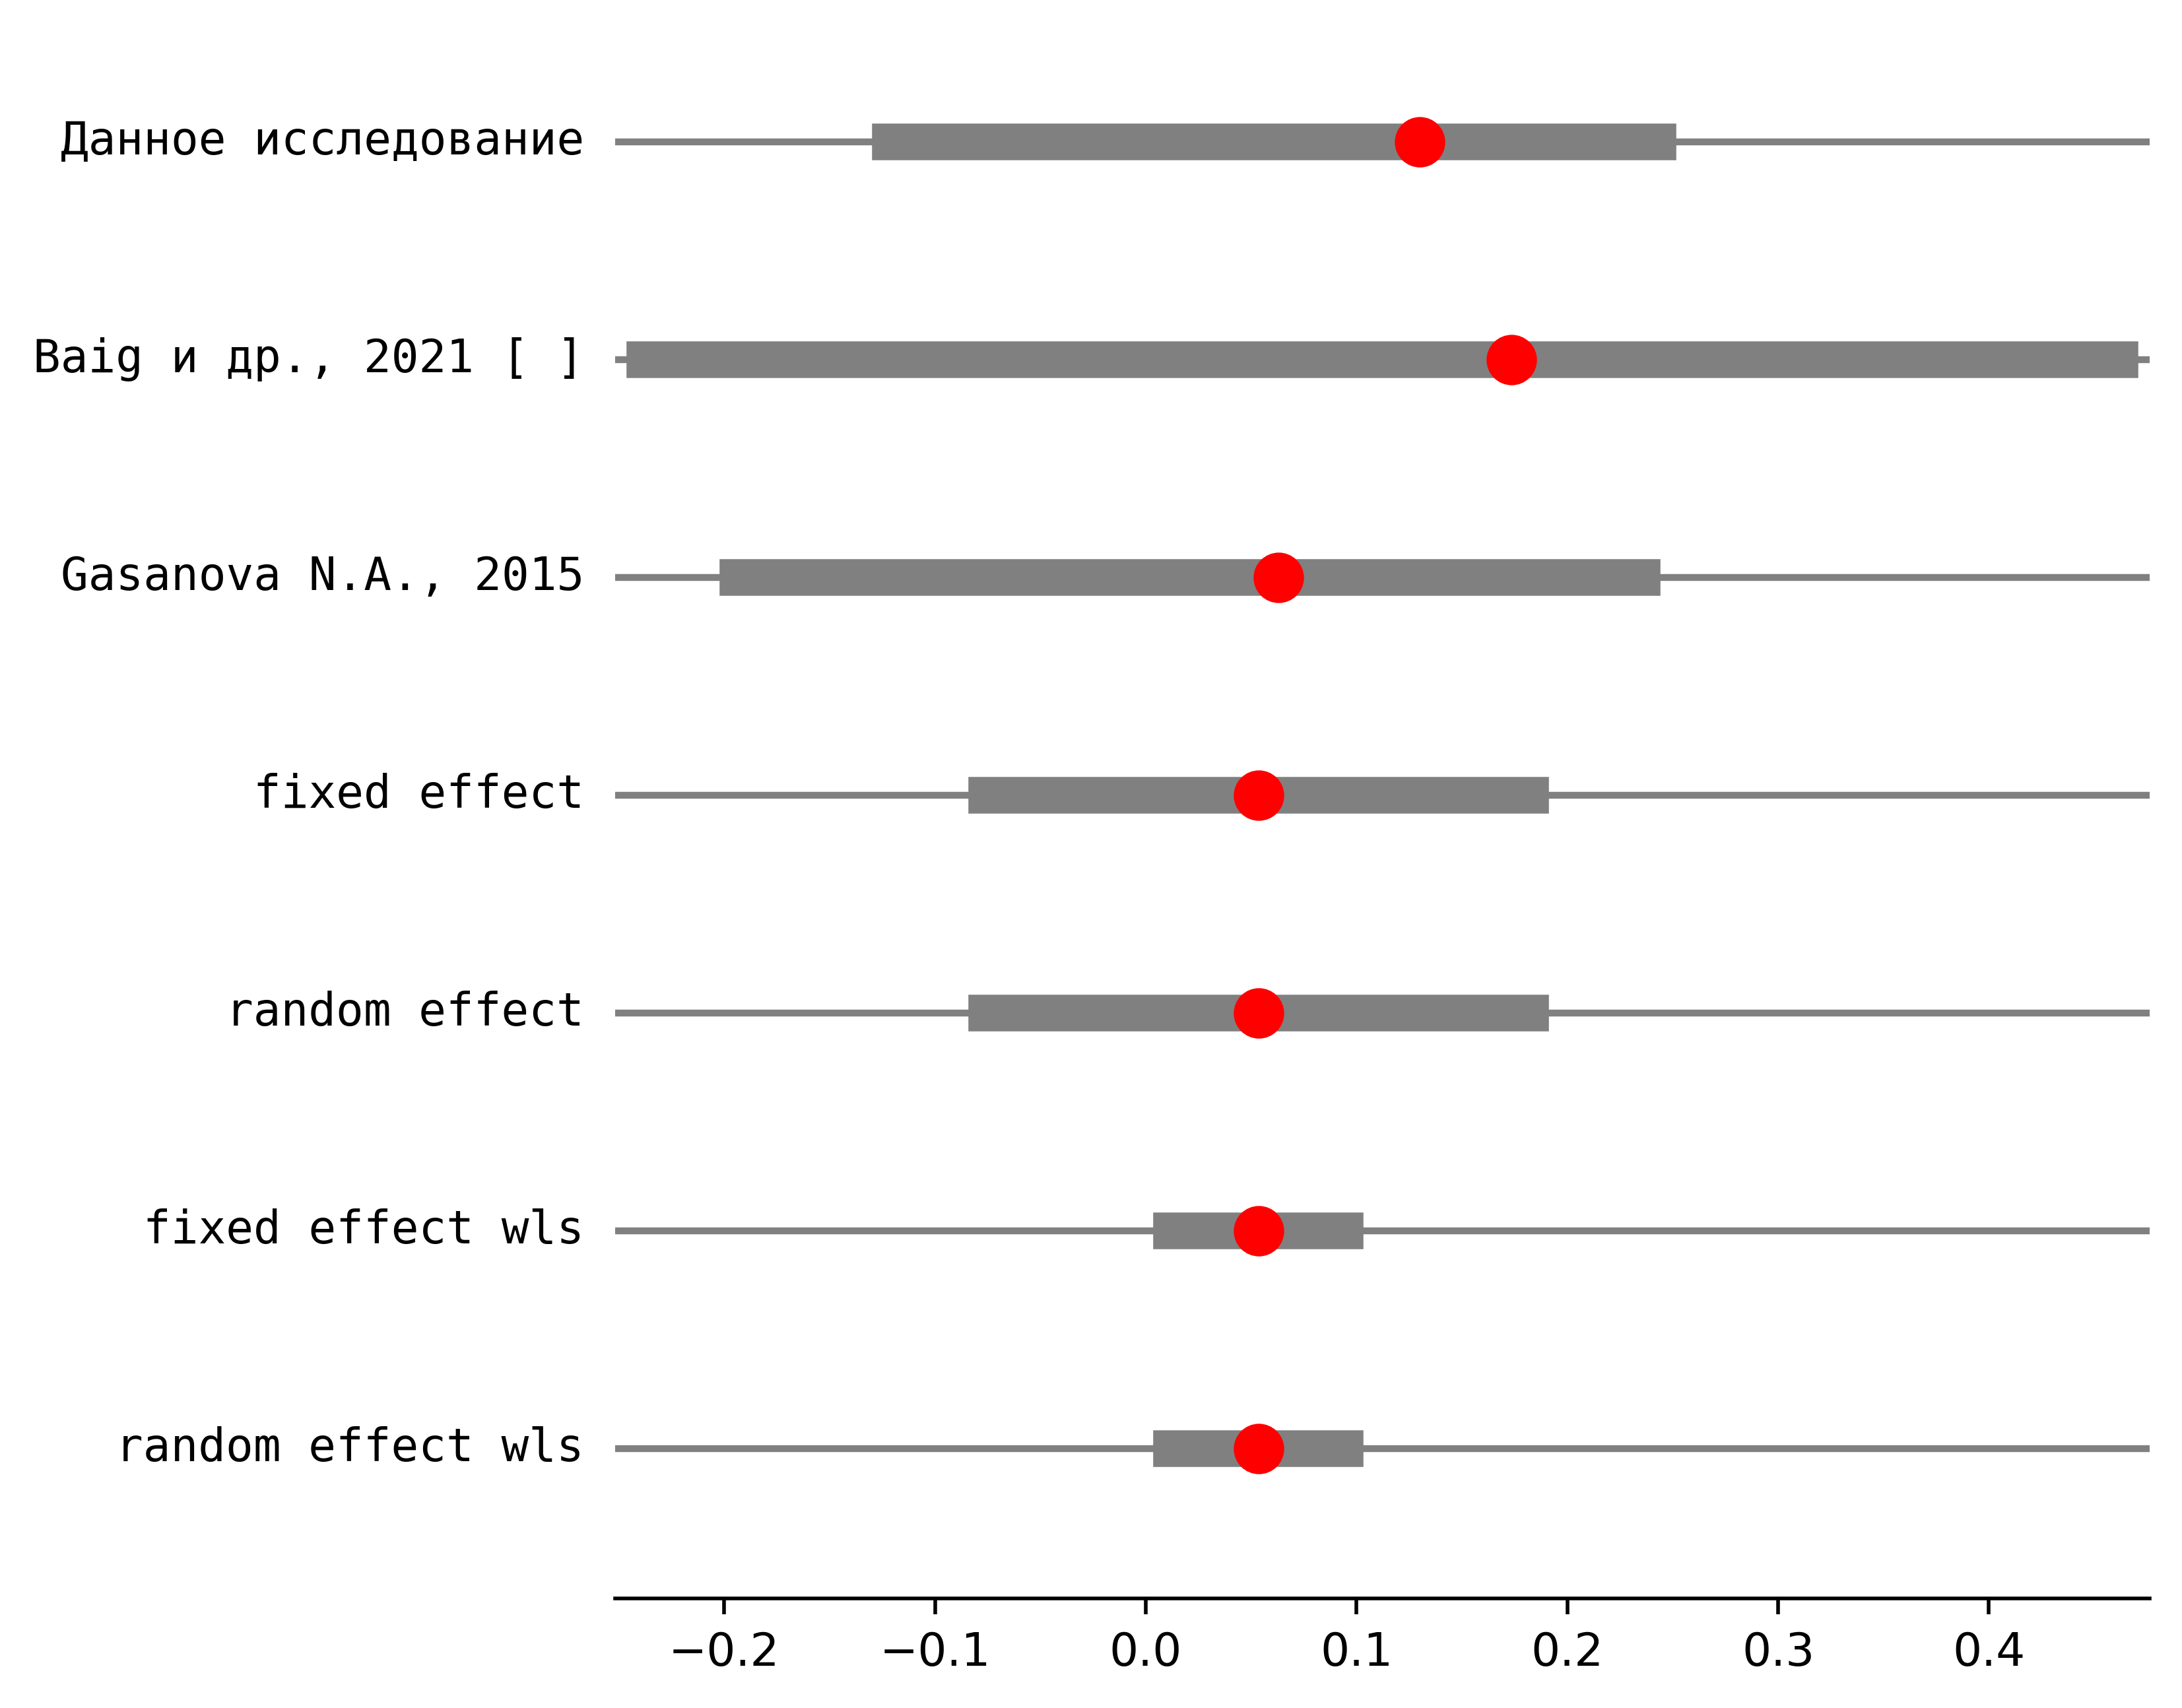 Данное исследование
Baig и др., 2021 [ ]
Gasanova N.A., 2015
fixed effect
random effect
fixed effect wls
random effect wls
−0.2 −0.1 0.0 0.1 0.2 0.3 0.4